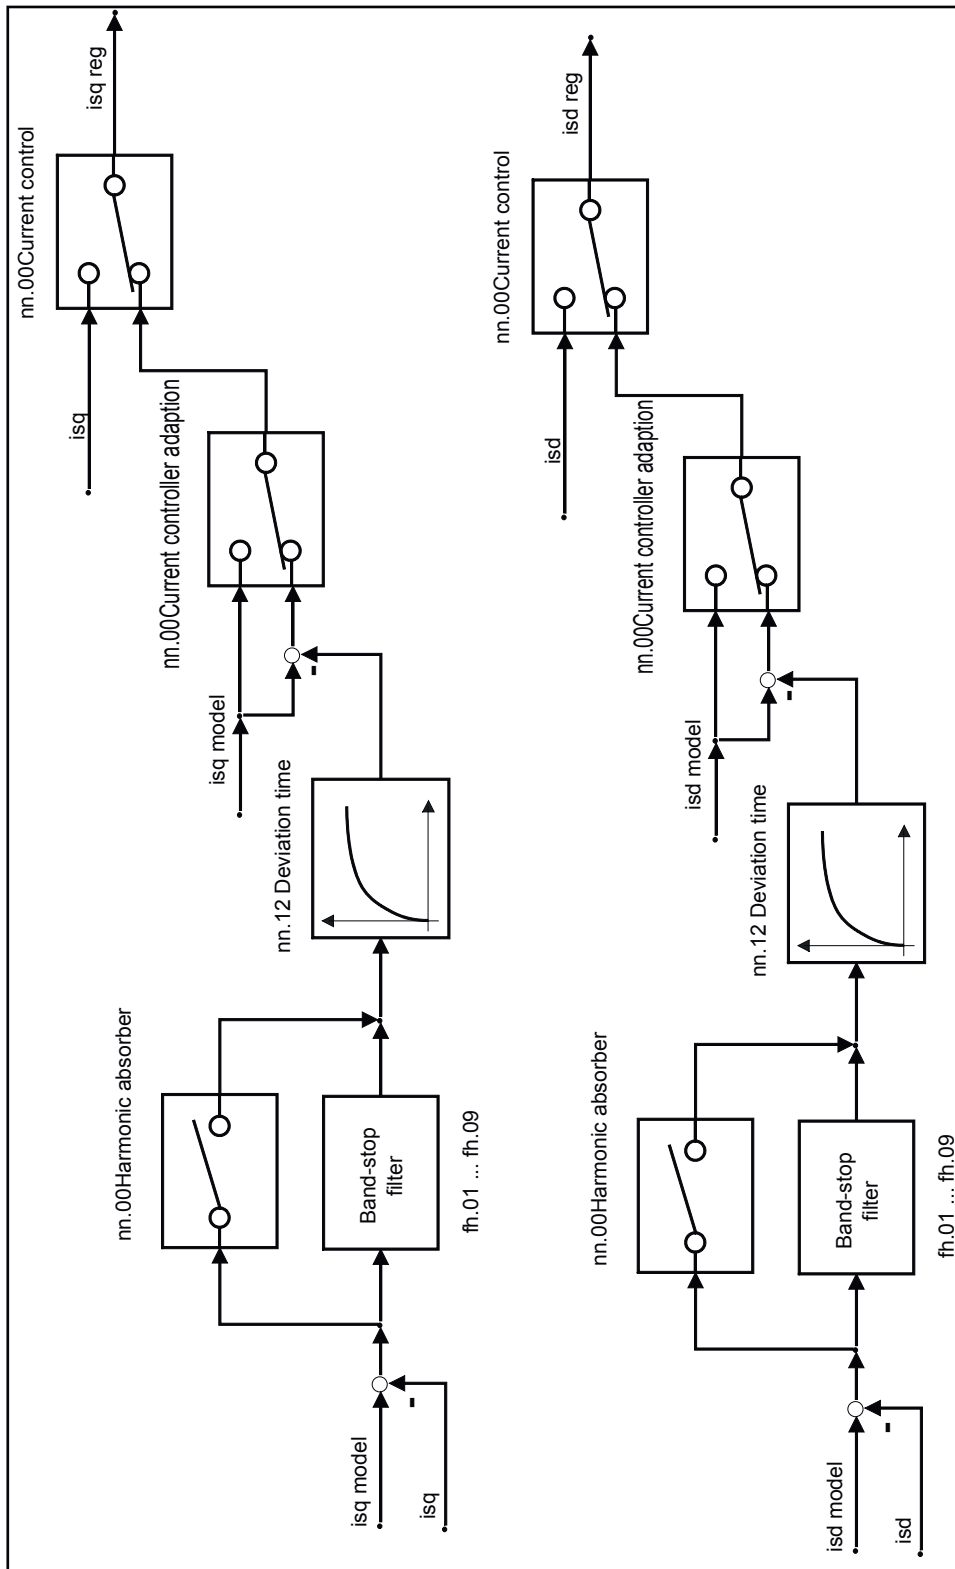 isq model
isq
nn.00Harmonic absorber
Band-stop
filter
fh.01 ... fh.09
nn.12 Deviation time
isq model
nn.00Current controller adaption
isq
nn.00Current control
isq reg
isd model
isd
nn.00Harmonic absorber
Band-stop
filter
fh.01 ... fh.09
nn.12 Deviation time
isd model
nn.00Current controller adaption
isd
nn.00Current control
isd reg